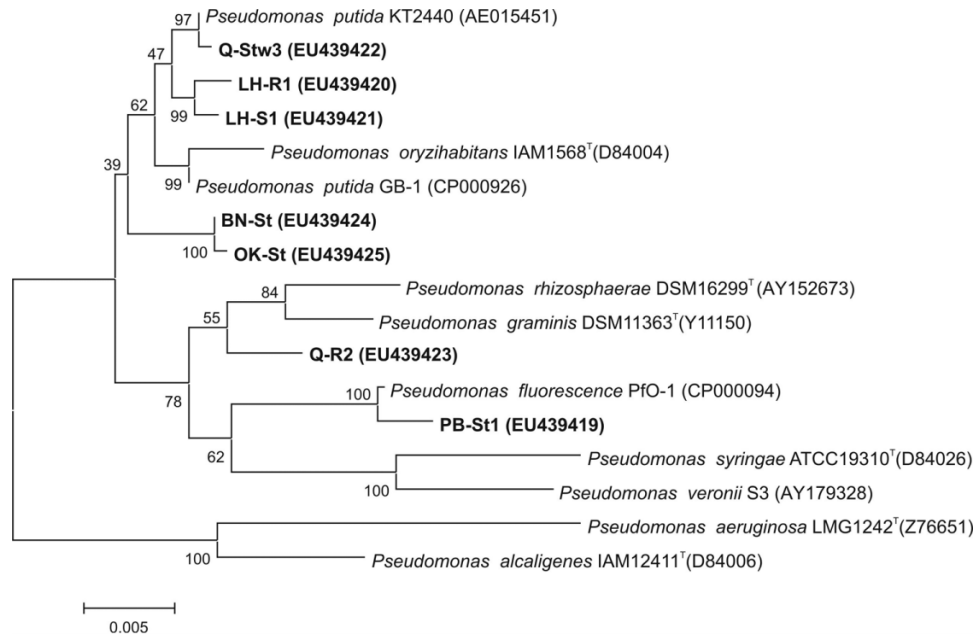 97
Pseudomonas putida KT2440 (AE015451)
Q-Stw3 (EU439422)
47
LH-R1 (EU439420)
62
99
LH-S1 (EU439421)
Pseudomonas oryzihabitans IAM1568T(D84004)
39
99
Pseudomonas putida GB-1 (CP000926)
BN-St (EU439424)
100
OK-St (EU439425)
84
Pseudomonas rhizosphaerae DSM16299T(AY152673)
55
Pseudomonas graminis DSM11363T(Y11150)
Q-R2 (EU439423)
78
100
Pseudomonas fluorescence PfO-1 (CP000094)
PB-St1 (EU439419)
62
Pseudomonas syringae ATCC19310T(D84026)
100
Pseudomonas veronii S3 (AY179328)
Pseudomonas aeruginosa LMG1242T(Z76651)
100
Pseudomonas alcaligenes IAM12411T(D84006)
0.005